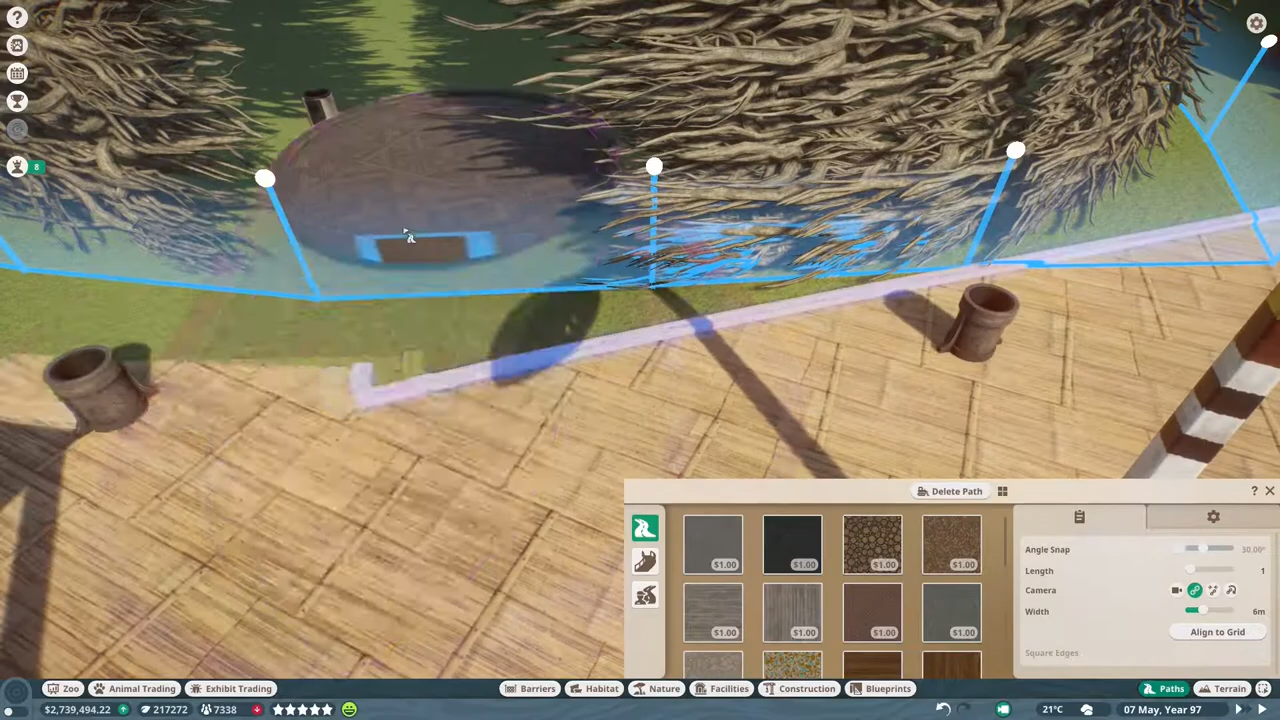 ?
8
Delete Path
?
$1.00 $1.00 $1.00 $1.00
$1.00 $1.00 $1.00 $1.00
Angle Snap 30.00°
Length 1
Camera
Width 6m
Align to Grid
Square Edges
Zoo Animal Trading Exhibit Trading Barriers Habitat Nature Facilities Construction Blueprints Paths Terrain
$2,739,494.22 217272 7338 21°C 07 May, Year 97